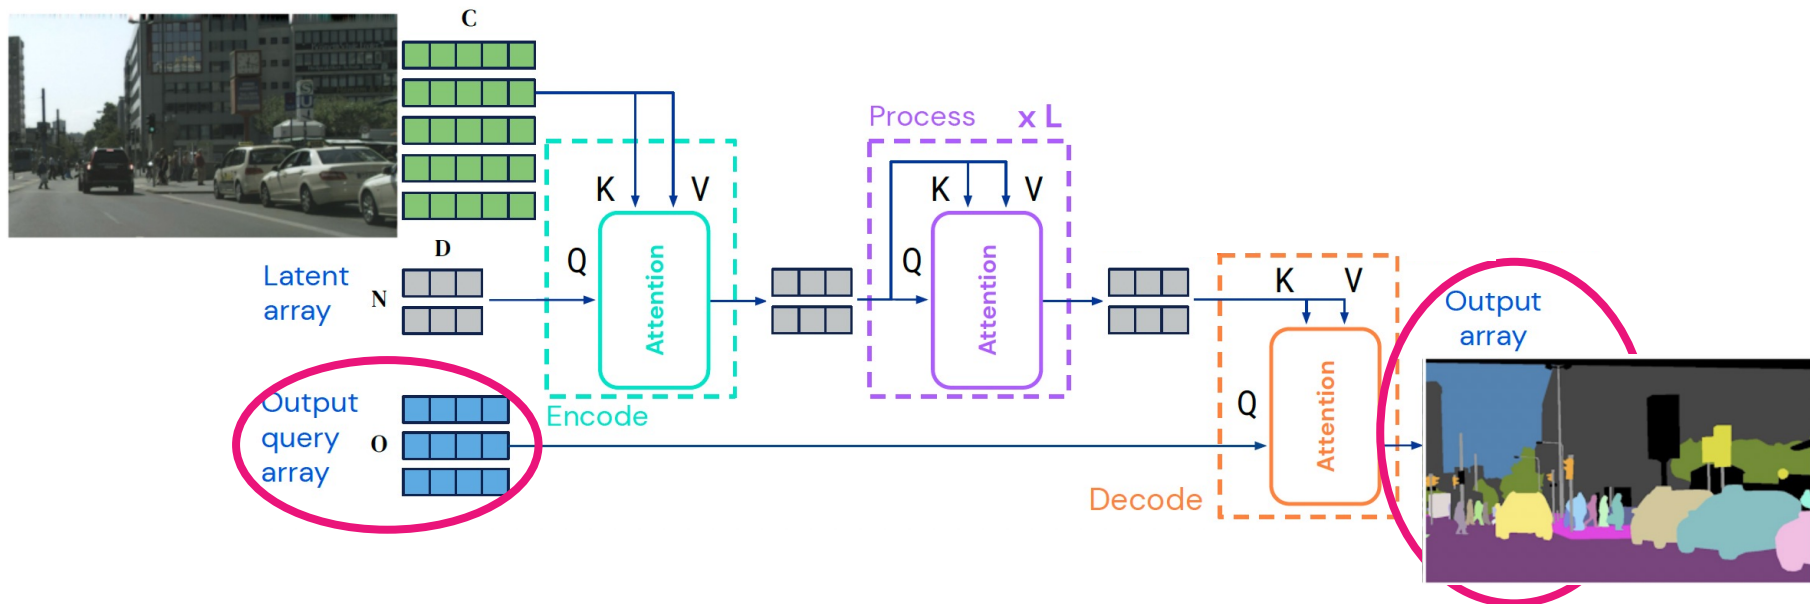 C
Process x L
K V
K V
D
Q
Q
Latent
array
N
Attention
Attention
K V
Output
array
Output
query
array
O
Encode
Q
Attention
Decode